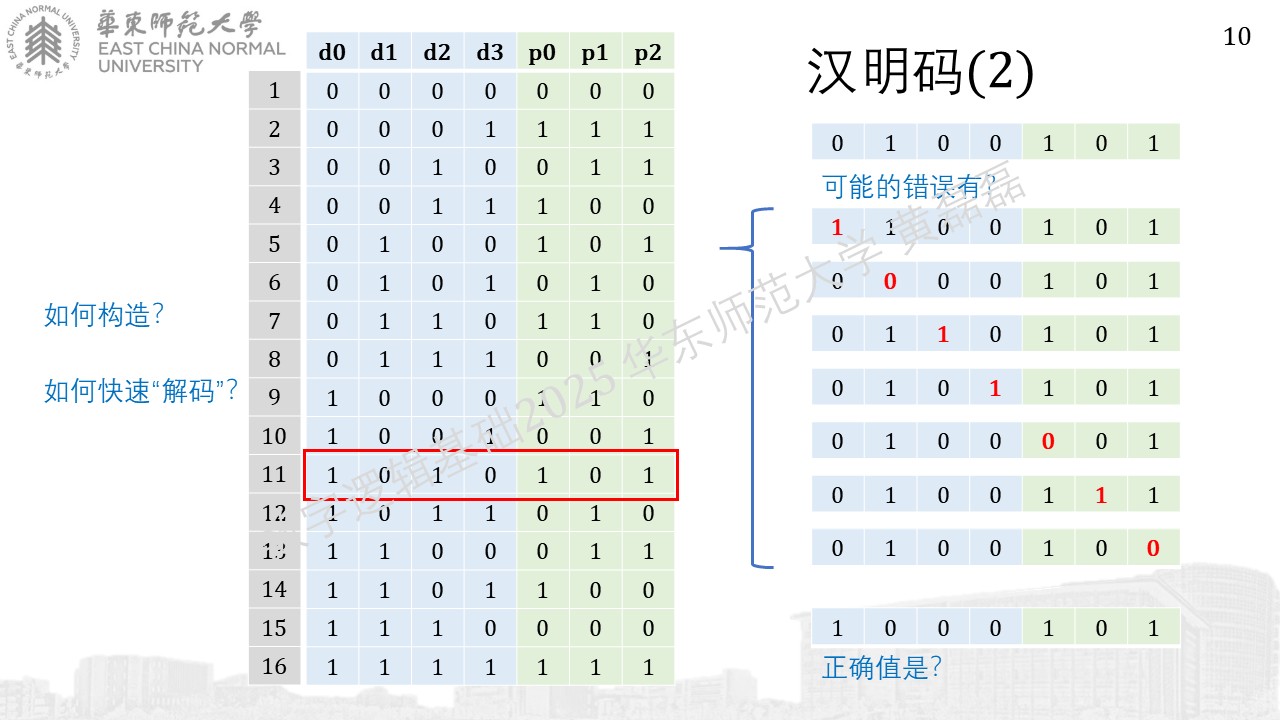 華東師範大學
EAST CHINA NORMAL
UNIVERSITY
EAST CHINA NORMAL UNIVERSITY
10
汉明码(2)
如何构造?
如何快速“解码”?
d0 d1 d2 d3 p0 p1 p2
1 0 0 0 0 0 0 0
2 0 0 0 1 1 1 1
3 0 0 1 0 0 1 1
4 0 0 1 1 1 0 0
5 0 1 0 0 1 0 1
6 0 1 0 1 0 1 0
7 0 1 1 0 1 1 0
8 0 1 1 1 0 0 1
9 1 0 0 0 1 1 0
10 1 0 0 1 0 0 1
11 1 0 1 0 1 0 1
12 1 0 1 1 0 1 0
13 1 1 0 0 0 1 1
14 1 1 0 1 1 0 0
15 1 1 1 0 0 0 0
16 1 1 1 1 1 1 1
0 1 0 0 1 0 1
可能的错误有?
1 1 0 0 1 0 1
0 0 0 0 1 0 1
0 1 1 0 1 0 1
0 1 0 1 1 0 1
0 1 0 0 0 0 1
0 1 0 0 1 1 1
0 1 0 0 1 0 0
1 0 0 0 1 0 1
正确值是?
数字逻辑基础2025 华东师范大学 黄磊磊